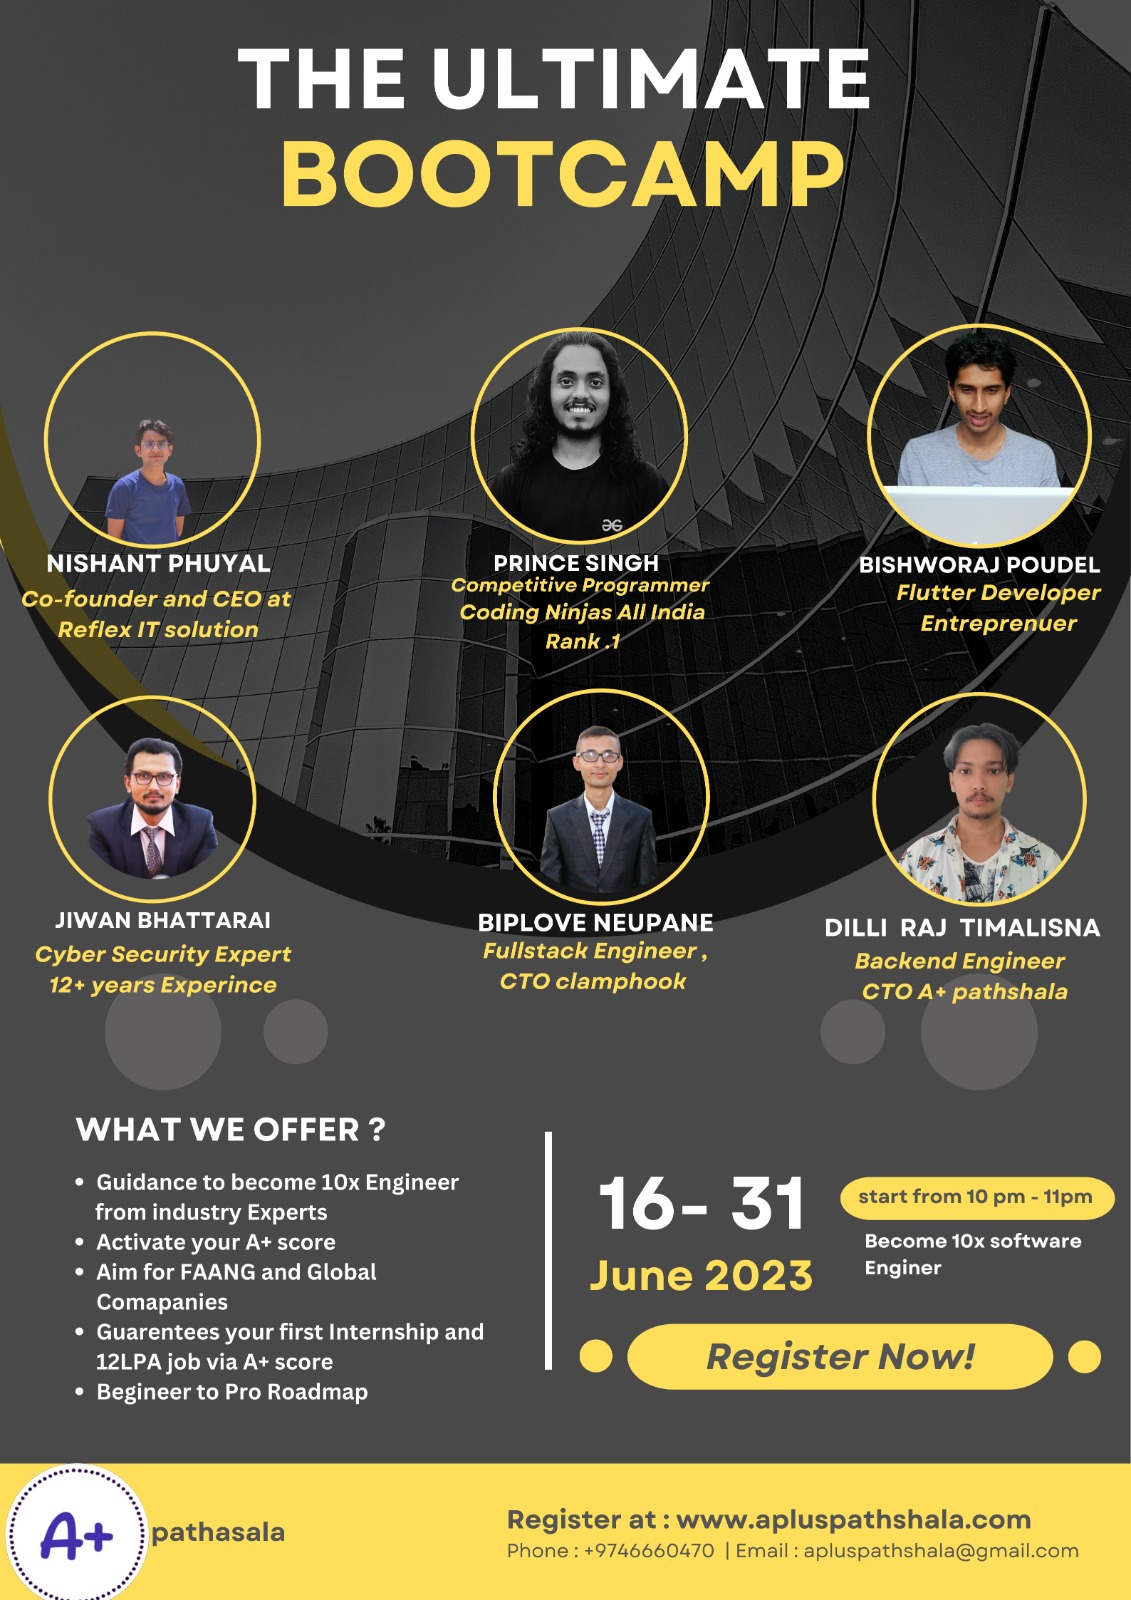 THE ULTIMATE
BOOTCAMP
NISHANT PHUYAL
Co-founder and CEO at
Reflex IT solution
PRINCE SINGH
Competitive Programmer
Coding Ninjas All India
Rank .1
BISHWORAJ POUDEL
Flutter Developer
Entreprenuer
JIWAN BHATTARAI
Cyber Security Expert
12+ years Experince
BIPLOVE NEUPANE
Fullstack Engineer ,
CTO clamphook
DILLI RAJ TIMALISNA
Backend Engineer
CTO A+ pathshala
WHAT WE OFFER ?
• Guidance to become 10x Engineer
from industry Experts
• Activate your A+ score
• Aim for FAANG and Global
Comapanies
• Guarentees your first Internship and
12LPA job via A+ score
• Begineer to Pro Roadmap
16- 31
June 2023
start from 10 pm - 11pm
Become 10x software
Enginer
Register Now!
A+ pathasala
Register at : www.apluspathshala.com
Phone : +9746660470 | Email : apluspathshala@gmail.com